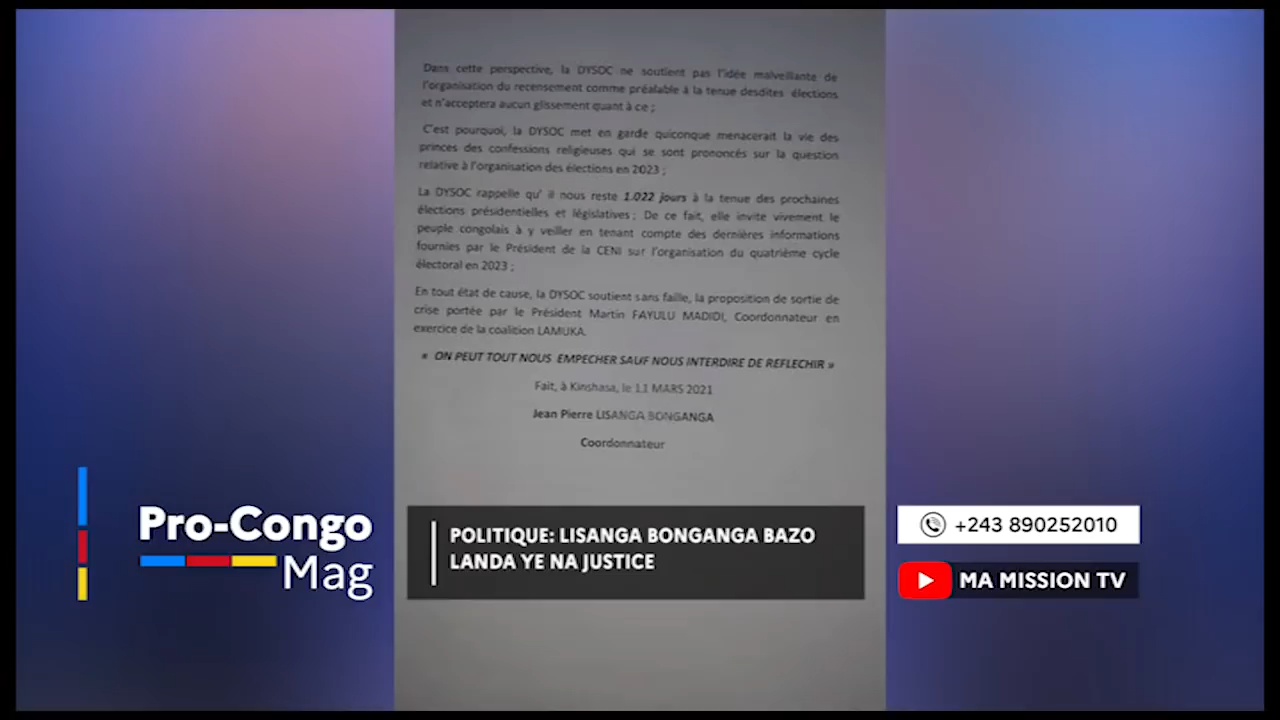 Dans cette perspective, la DYSOC ne soutient pas l'idée malveillante de
l'organisation du recensement comme préalable à la tenue desdites élections
et n'acceptera aucun glissement quant à ce ;
C'est pourquoi, la DYSOC met en garde quiconque menacerait la vie des
princes des confessions religieuses qui se sont prononcés sur la question
relative à l'organisation des élections en 2023 ;
La DYSOC rappelle qu' il nous reste 1.022 jours à la tenue des prochaines
élections présidentielles et législatives ; De ce fait, elle invite vivement le
peuple congolais à y veiller en tenant compte des dernières informations
fournies par le Président de la CENI sur l'organisation du quatrième cycle
électoral en 2023 ;
En tout état de cause, la DYSOC soutient sans faille, la proposition de sortie de
crise portée par le Président Martin FAYULU MADIDI, Coordonnateur en
exercice de la coalition LAMUKA.
« ON PEUT TOUT NOUS EMPECHER SAUF NOUS INTERDIRE DE REFLECHIR »
Fait, à Kinshasa, le 11 MARS 2021
Jean Pierre LISANGA BONGANGA
Coordonnateur
Pro-Congo
Mag
POLITIQUE: LISANGA BONGANGA BAZO
LANDA YE NA JUSTICE
+243 890252010
MA MISSION TV